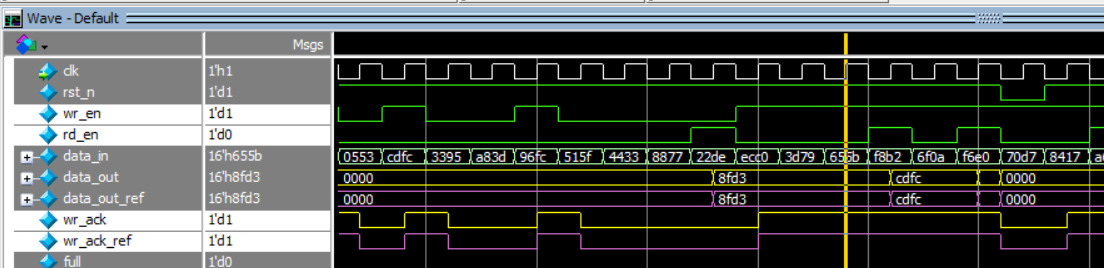 Wave - Default
Msgs
clk 1'h1
rst_n 1'd1
wr_en 1'd1
rd_en 1'd0
data_in 16'h655b 0553 cdfc 3395 a83d 96fc 515f 4433 8877 22de ecc0 3d79 655b f8b2 6f0a f6e0 70d7 8417
data_out 16'h8fd3 0000 8fd3 cdfc 0000
data_out_ref 16'h8fd3 0000 8fd3 cdfc 0000
wr_ack 1'd1
wr_ack_ref 1'd1
full 1'd0